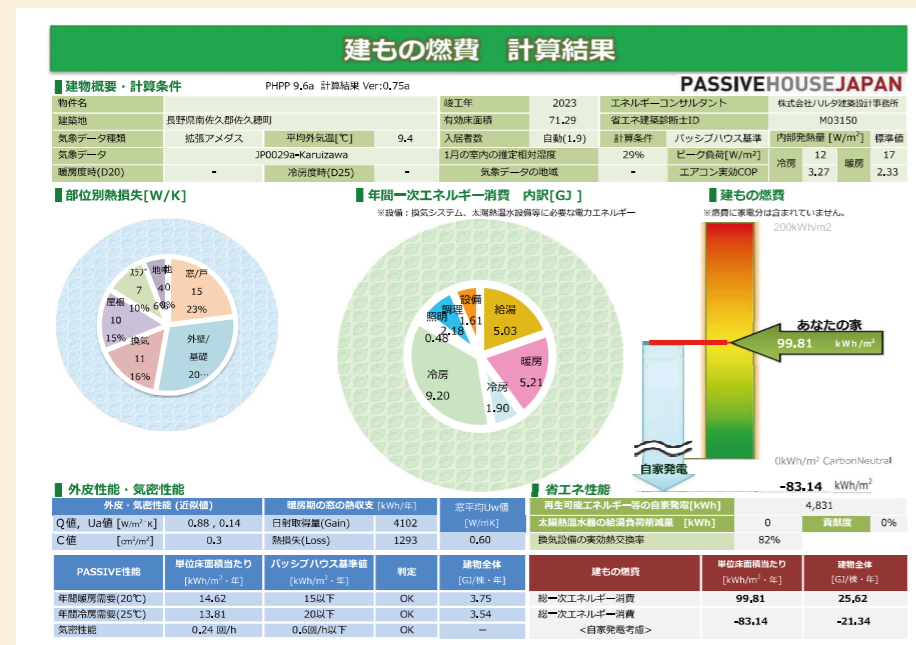 建もの燃費 計算結果
建物概要・計算条件 PHPP 9.6a 計算結果 Ver:0.75a PASSIVEHOUSEJAPAN
物件名 竣工年 2023 エネルギーコンサルタント 株式会社ハルタ建築設計事務所
建築地 長野県南佐久郡佐久穂町 有効床面積 71.29 省エネ建築診断士ID M03150
気象データ種類 拡張アメダス 平均外気温[℃] 9.4 入居者数 自動(1.9) 計算条件 パッシブハウス基準 内部発熱量 [W/m²] 標準値
気象データ JP0029a-Karuizawa 1月の室内の推定相対湿度 29% ピーク負荷[W/m²] 冷房 12 暖房 17
暖房度時(D20) - 冷房度時(D25) - 気象データの地域 - エアコン実効COP 3.27 2.33
部位別熱損失[W/K]
年間一次エネルギー消費 内訳[GJ ]
※設備：換気システム、太陽熱温水設備等に必要な電力エネルギー
建もの燃費
※燃費に家電分は含まれていません。
200kWh/m2
窓/戸
15
23%
外壁/
基礎
20…
換気
11
16%
屋根
10
15%
ｽﾗﾌﾞ
7
10%
地中
4
6%
他
0
0%
給湯
5.03
暖房
5.21
冷房
1.90
冷房
9.20
照明
0.48
調理
2.18
設備
1.61
あなたの家
99.81 kWh/m²
自家発電
0kWh/m² CarbonNeutral
-83.14 kWh/m²
外皮性能・気密性能
外皮・気密性能 (近似値) 暖房期の窓の熱収支 [kWh/年] 窓平均Uw値
Q値, Ua値 [W/m²·K] 0.88 , 0.14 日射取得量(Gain) 4102 [W/㎡K]
C値 [cm²/m²] 0.3 熱損失(Loss) 1293 0.60
PASSIVE性能 単位床面積当たり [kWh/m²・年] パッシブハウス基準値 [kWh/m²・年] 判定 建物全体 [GJ/棟・年]
年間暖房需要(20℃) 14.62 15以下 OK 3.75
年間冷房需要(25℃) 13.81 20以下 OK 3.54
気密性能 0.24 回/h 0.6回/h以下 OK －
省エネ性能
再生可能エネルギー等の自家発電[kWh] 4,831
太陽熱温水器の給湯負荷削減量 [kWh] 0 貢献度 0%
換気設備の実効熱交換率 82%
建もの燃費 単位床面積当たり [kWh/m²・年] 建物全体 [GJ/棟・年]
総一次エネルギー消費 99.81 25.62
総一次エネルギー消費 -83.14 -21.34
<自家発電考慮>